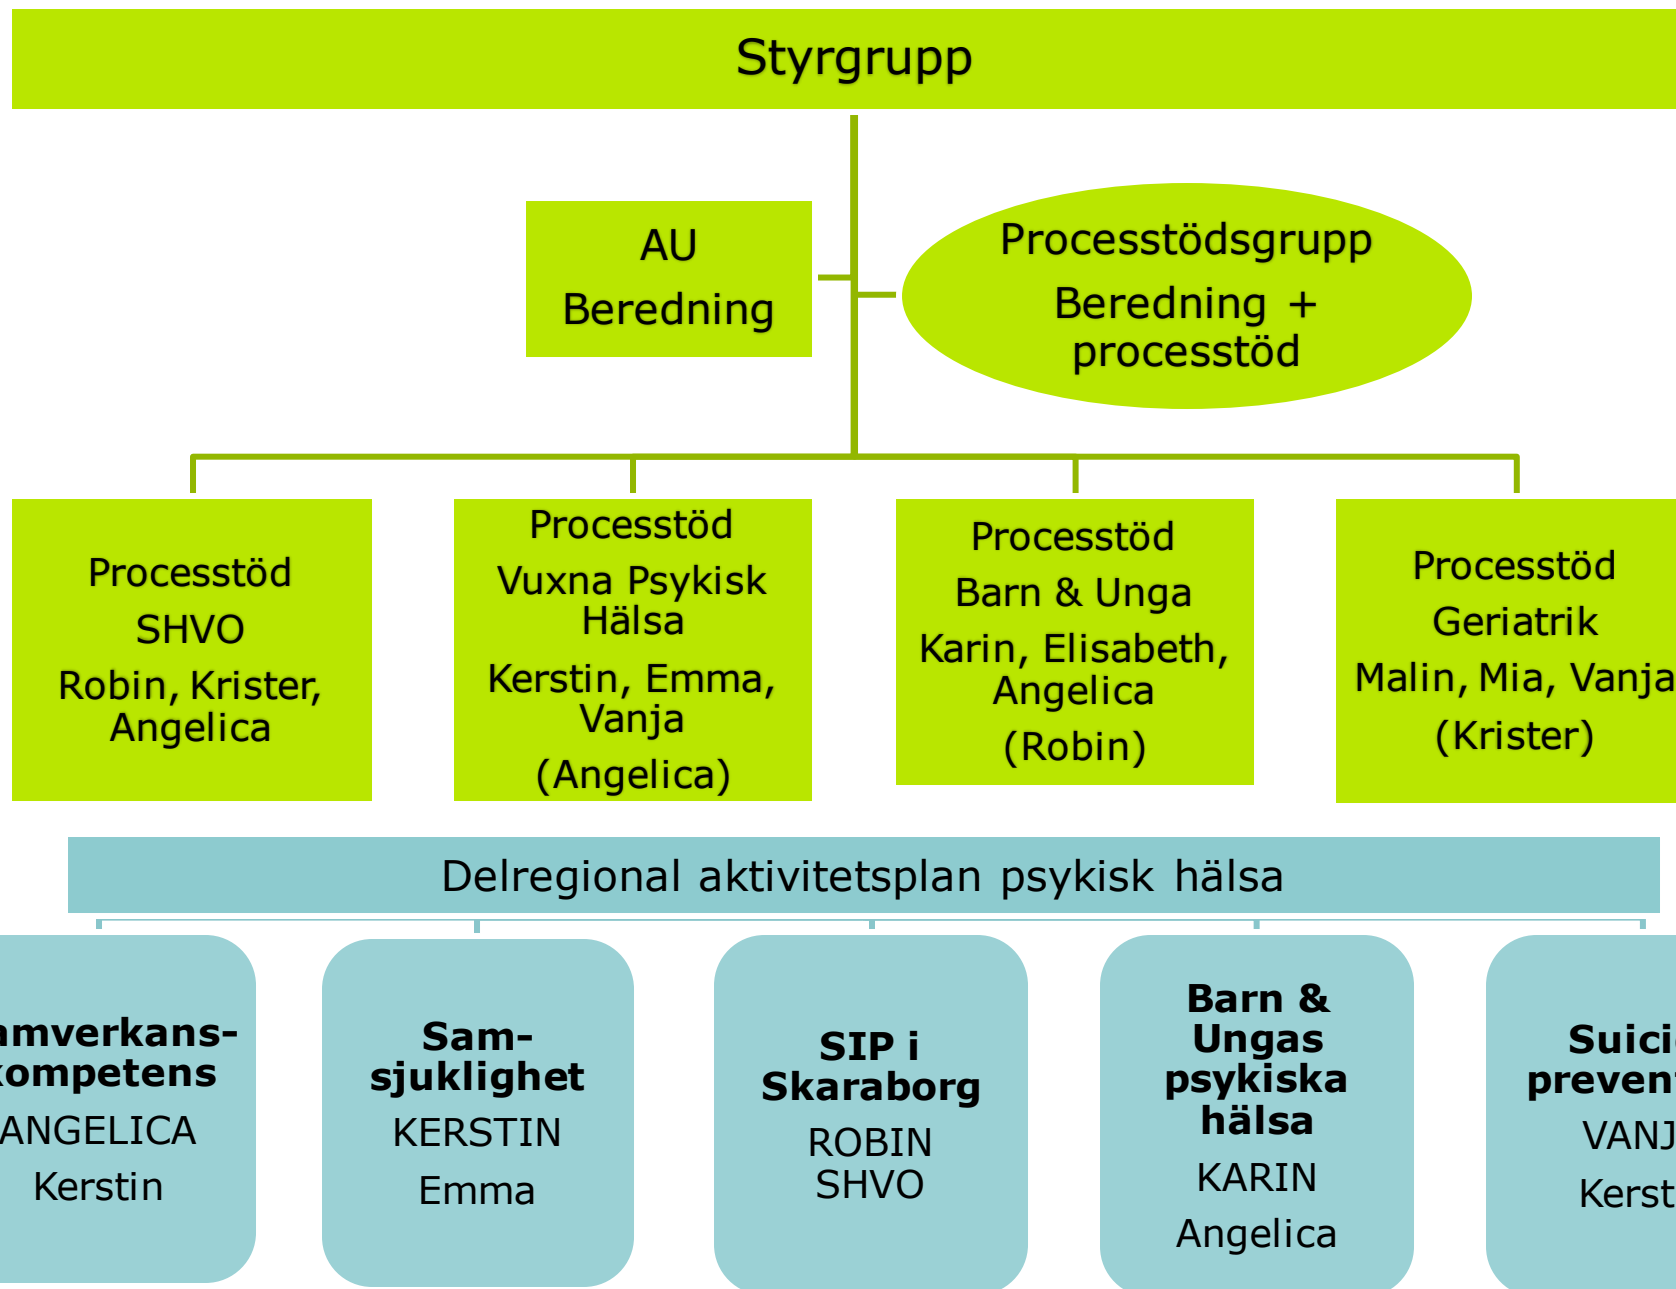 Styrgrupp
AU
Beredning
Processtödsgrupp
Beredning +
processtöd
Processtöd
SHVO
Robin, Krister,
Angelica
Processtöd
Vuxna Psykisk
Hälsa
Kerstin, Emma,
Vanja
(Angelica)
Processtöd
Barn & Unga
Karin, Elisabeth,
Angelica
(Robin)
Processtöd
Geriatrik
Malin, Mia, Vanja
(Krister)
Delregional aktivitetsplan psykisk hälsa
amverkans-
kompetens
ANGELICA
Kerstin
Sam-
sjuklighet
KERSTIN
Emma
SIP i
Skaraborg
ROBIN
SHVO
Barn &
Ungas
psykiska
hälsa
KARIN
Angelica